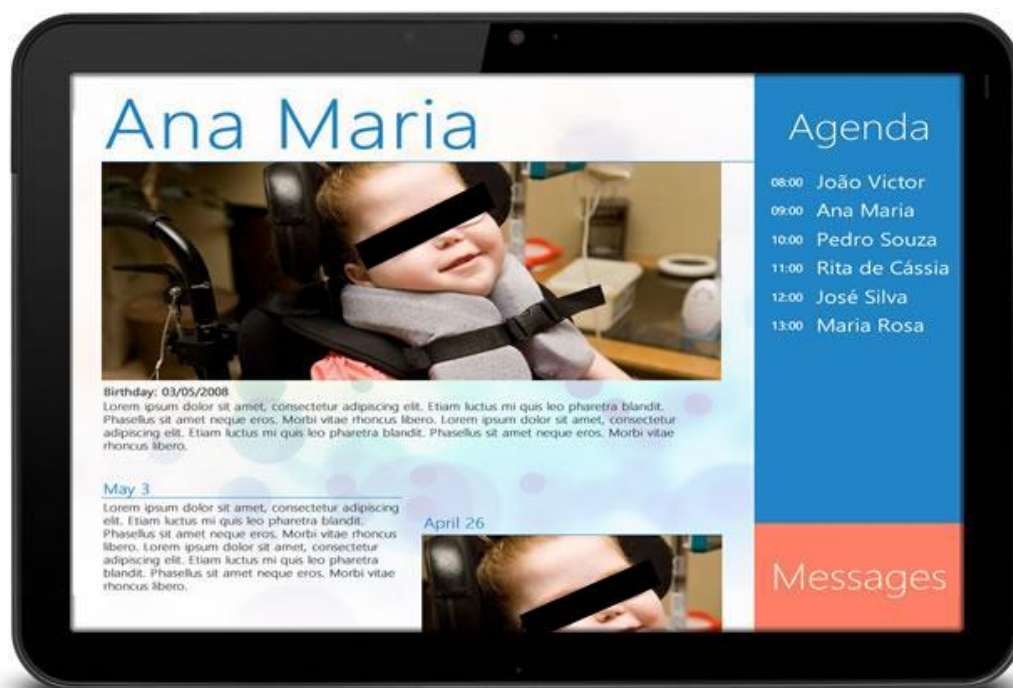 Ana Maria
Birthday: 03/05/2008
Lorem ipsum dolor sit amet, consectetur adipiscing elit. Etiam luctus mi quis leo pharetra blandit.
Phasellus sit amet neque eros. Morbi vitae rhoncus libero. Lorem ipsum dolor sit amet, consectetur
adipiscing elit. Etiam luctus mi quis leo pharetra blandit. Phasellus sit amet neque eros. Morbi vitae
rhoncus libero.
May 3
Lorem ipsum dolor sit amet, consectetur adipiscing
elit. Etiam luctus mi quis leo pharetra blandit.
Phasellus sit amet neque eros. Morbi vitae rhoncus
libero. Lorem ipsum dolor sit amet, consectetur
adipiscing elit. Etiam luctus mi quis leo pharetra
blandit. Phasellus sit amet neque eros. Morbi vitae
rhoncus libero.
April 26
Agenda
08:00 João Victor
09:00 Ana Maria
10:00 Pedro Souza
11:00 Rita de Cássia
12:00 José Silva
13:00 Maria Rosa
Messages